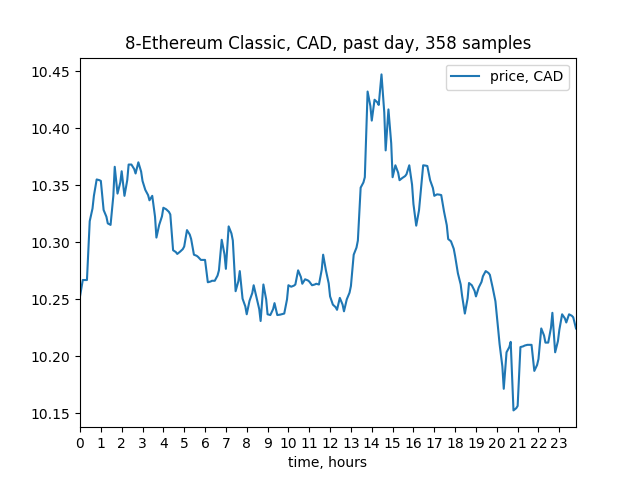 8-Ethereum Classic, CAD, past day, 358 samples
price, CAD
10.45
10.40
10.35
10.30
10.25
10.20
10.15
0 1 2 3 4 5 6 7 8 9 10 11 12 13 14 15 16 17 18 19 20 21 22 23
time, hours